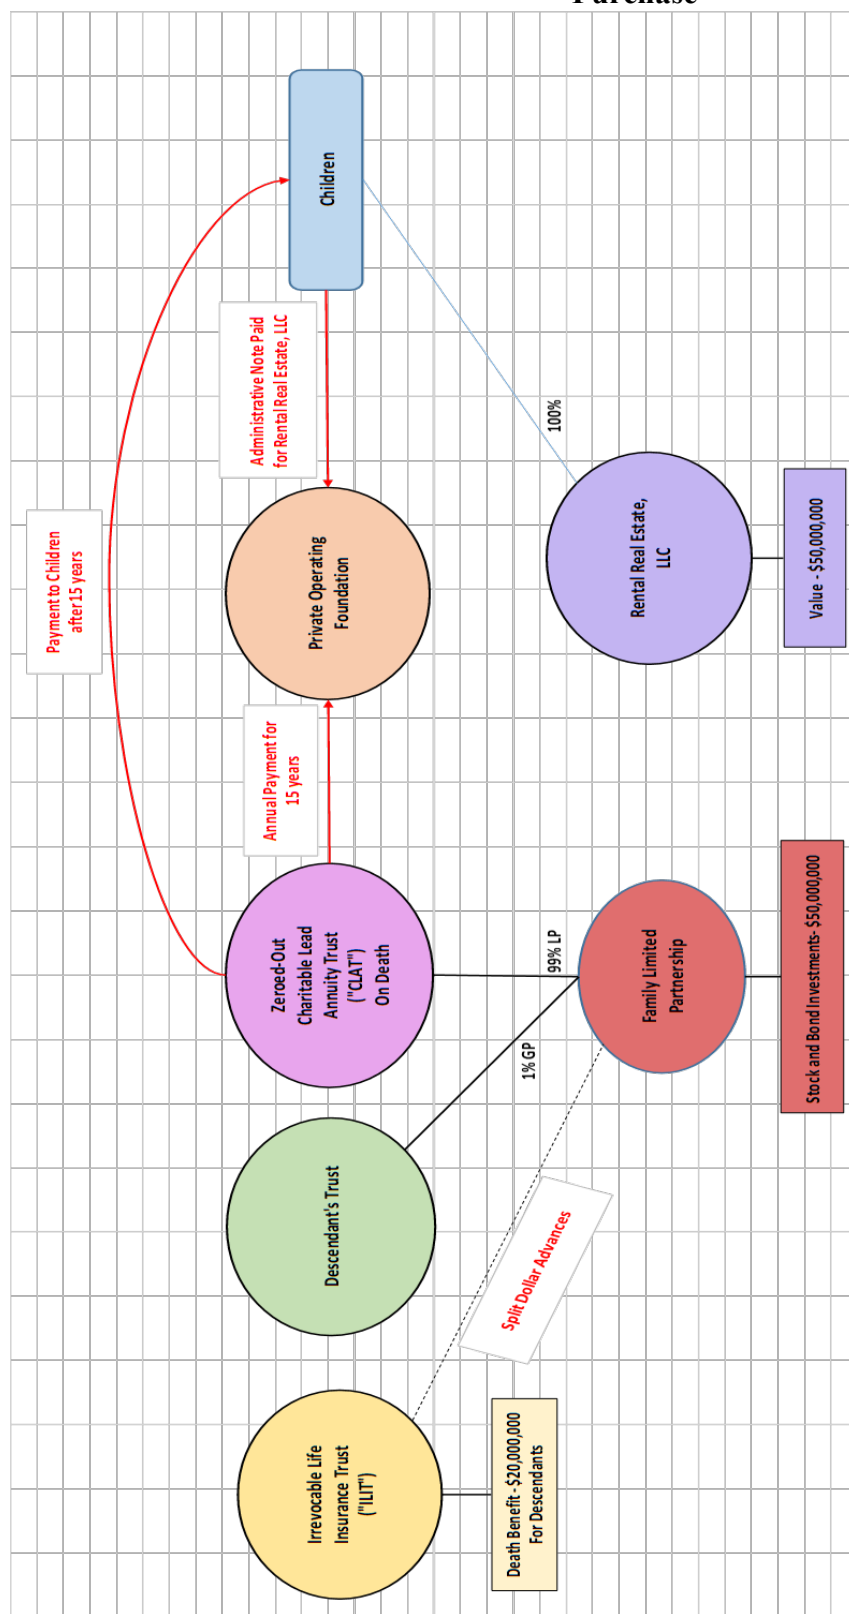 Purchase
Payment to Children
after 15 years
Irrevocable Life
Insurance Trust
("ILIT")
Descendant's Trust
Zeroed-Out
Charitable Lead
Annuity Trust
("CLAT")
On Death
Annual Payment for
15 years
Private Operating
Foundation
Administrative Note Paid
for Rental Real Estate, LLC
Children
Death Benefit - $20,000,000
For Descendants
Split Dollar Advances
1% GP
99% LP
100%
Family Limited
Partnership
Rental Real Estate,
LLC
Stock and Bond Investments- $50,000,000
Value - $50,000,000